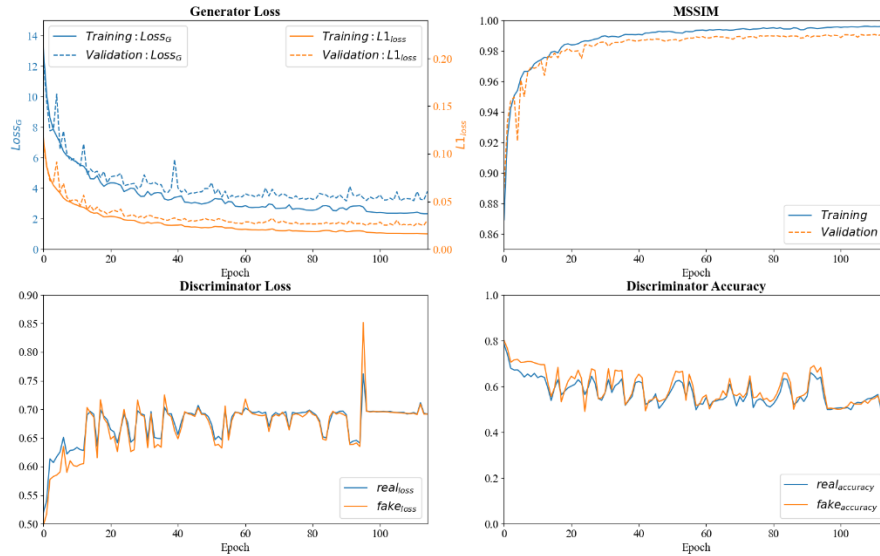 Generator Loss
14
12
10
8
6
4
2
0
Loss_G
Training : Loss_G
Validation : Loss_G
Training : L1_loss
Validation : L1_loss
0.20
0.15
0.10
0.05
0.00
L1_loss
0 20 40 60 80 100
Epoch
MSSIM
1.00
0.98
0.96
0.94
0.92
0.90
0.88
0.86
Training
Validation
0 20 40 60 80 100
Epoch
Discriminator Loss
0.90
0.85
0.80
0.75
0.70
0.65
0.60
0.55
0.50
real_loss
fake_loss
0 20 40 60 80 100
Epoch
Discriminator Accuracy
1.0
0.8
0.6
0.4
0.2
0.0
real_accuracy
fake_accuracy
0 20 40 60 80 100
Epoch